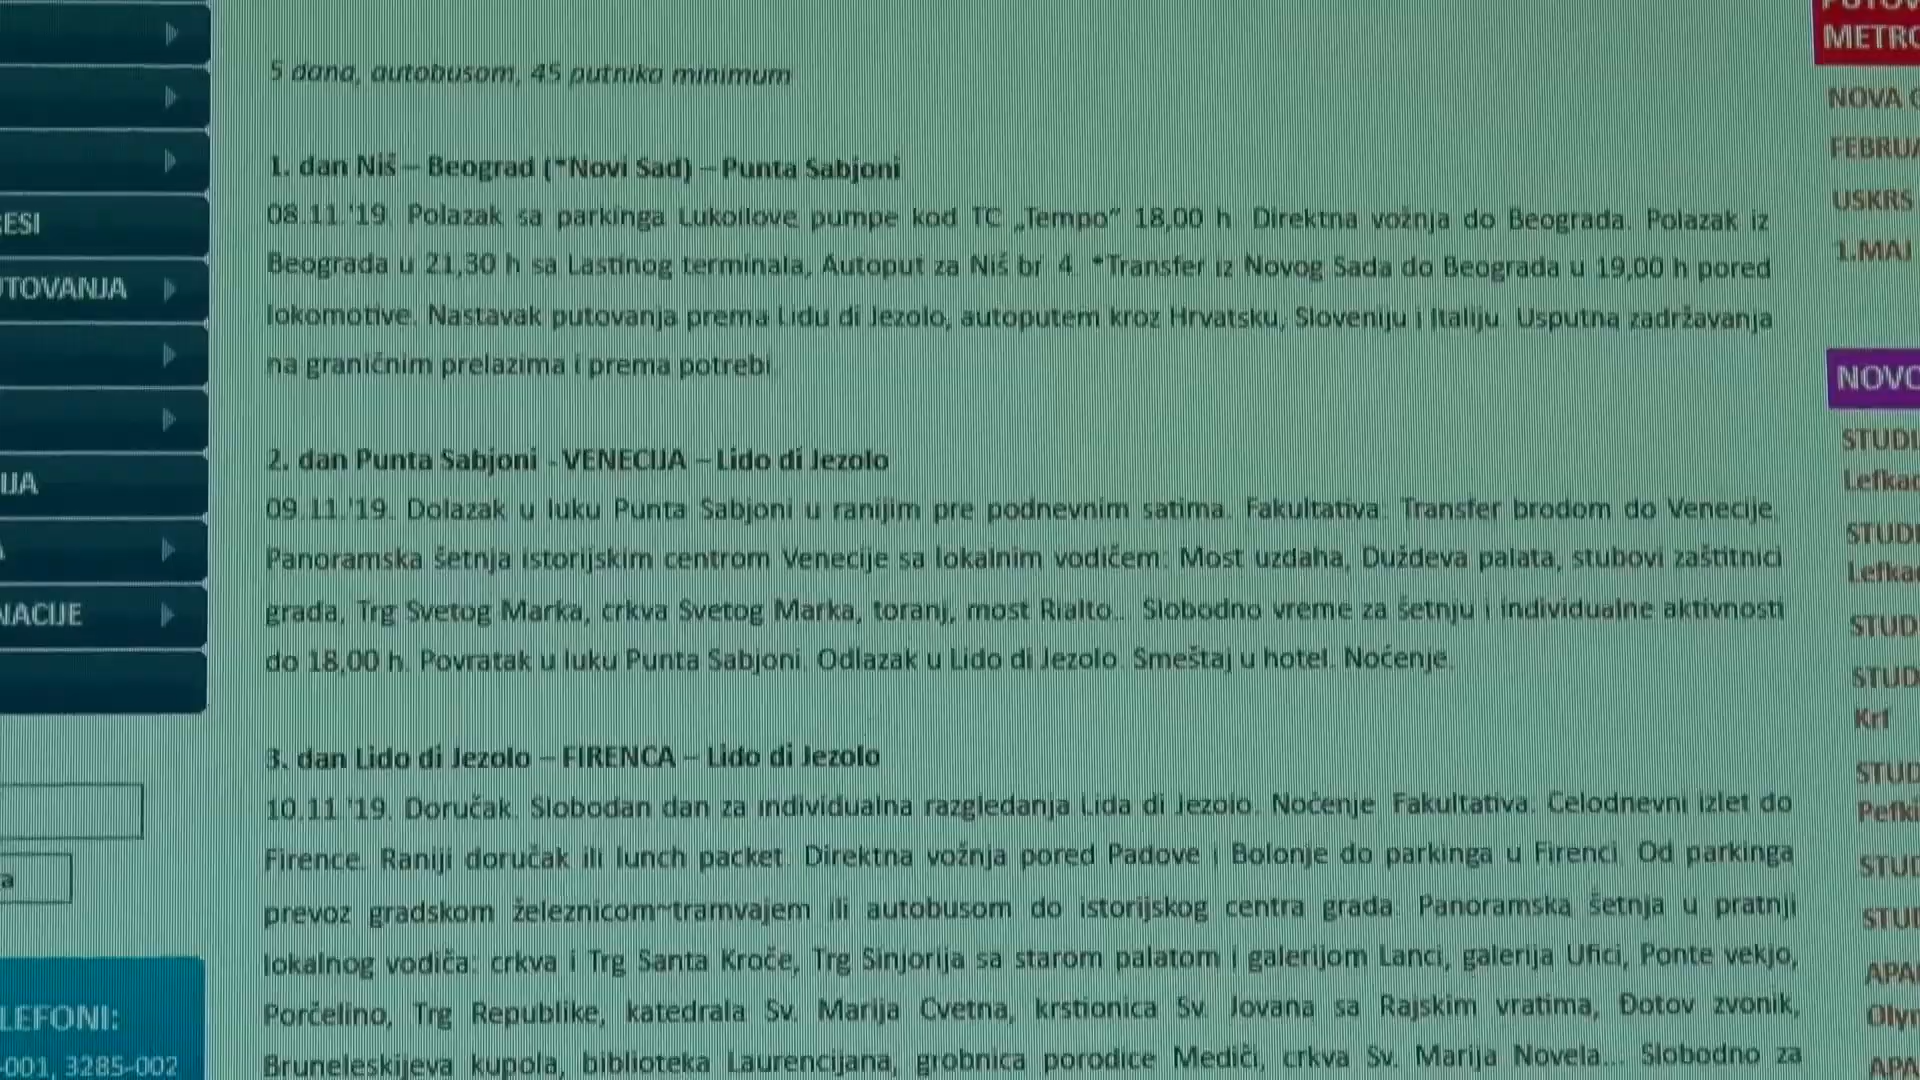 5 dana, autobusom, 45 putnika minimum
1. dan Niš – Beograd (*Novi Sad) – Punta Sabjoni
08.11.'19. Polazak sa parkinga Lukoilove pumpe kod TC „Tempo“ 18,00 h. Direktna vožnja do Beograda. Polazak iz
Beograda u 21,30 h sa Lastinog terminala, Autoput za Niš br. 4. *Transfer iz Novog Sada do Beograda u 19,00 h pored
lokomotive. Nastavak putovanja prema Lidu di Jezolo, autoputem kroz Hrvatsku, Sloveniju i Italiju. Usputna zadržavanja
na graničnim prelazima i prema potrebi.
2. dan Punta Sabjoni - VENECIJA – Lido di Jezolo
09.11.'19. Dolazak u luku Punta Sabjoni u ranijim pre podnevnim satima. Fakultativa: Transfer brodom do Venecije.
Panoramska šetnja istorijskim centrom Venecije sa lokalnim vodičem: Most uzdaha, Duždeva palata, stubovi zaštitnici
grada, Trg Svetog Marka, crkva Svetog Marka, toranj, most Rialto... Slobodno vreme za šetnju i individualne aktivnosti
do 18,00 h. Povratak u luku Punta Sabjoni. Odlazak u Lido di Jezolo. Smeštaj u hotel. Noćenje.
3. dan Lido di Jezolo – FIRENCA – Lido di Jezolo
10.11.'19. Doručak. Slobodan dan za individualna razgledanja Lida di Jezolo. Noćenje. Fakultativa: Celodnevni izlet do
Firence. Raniji doručak ili lunch packet. Direktna vožnja pored Padove i Bolonje do parkinga u Firenci. Od parkinga
prevoz gradskom železnicom~tramvajem ili autobusom do istorijskog centra grada. Panoramska šetnja u pratnji
lokalnog vodiča: crkva i Trg Santa Kroče, Trg Sinjorija sa starom palatom i galerijom Lanci, galerija Ufici, Ponte vekjo,
Porčelino, Trg Republike, katedrala Sv. Marija Cvetna, krstionica Sv. Jovana sa Rajskim vratima, Đotov zvonik,
Bruneleskijeva kupola, biblioteka Laurencijana, grobnica porodice Mediči, crkva Sv. Marija Novela... Slobodno za
ESI
TOVANJA
IJA
NACIJE
a
LEFONI:
-001, 3285-002
METRO
NOVA G
FEBRUA
USKRS
1.MAJ
NOVO
STUDI
Lefkad
STUDI
Lefkad
STUD
STUD
Krf
STUD
Pefki
STUD
STUD
APA
Olym
APA